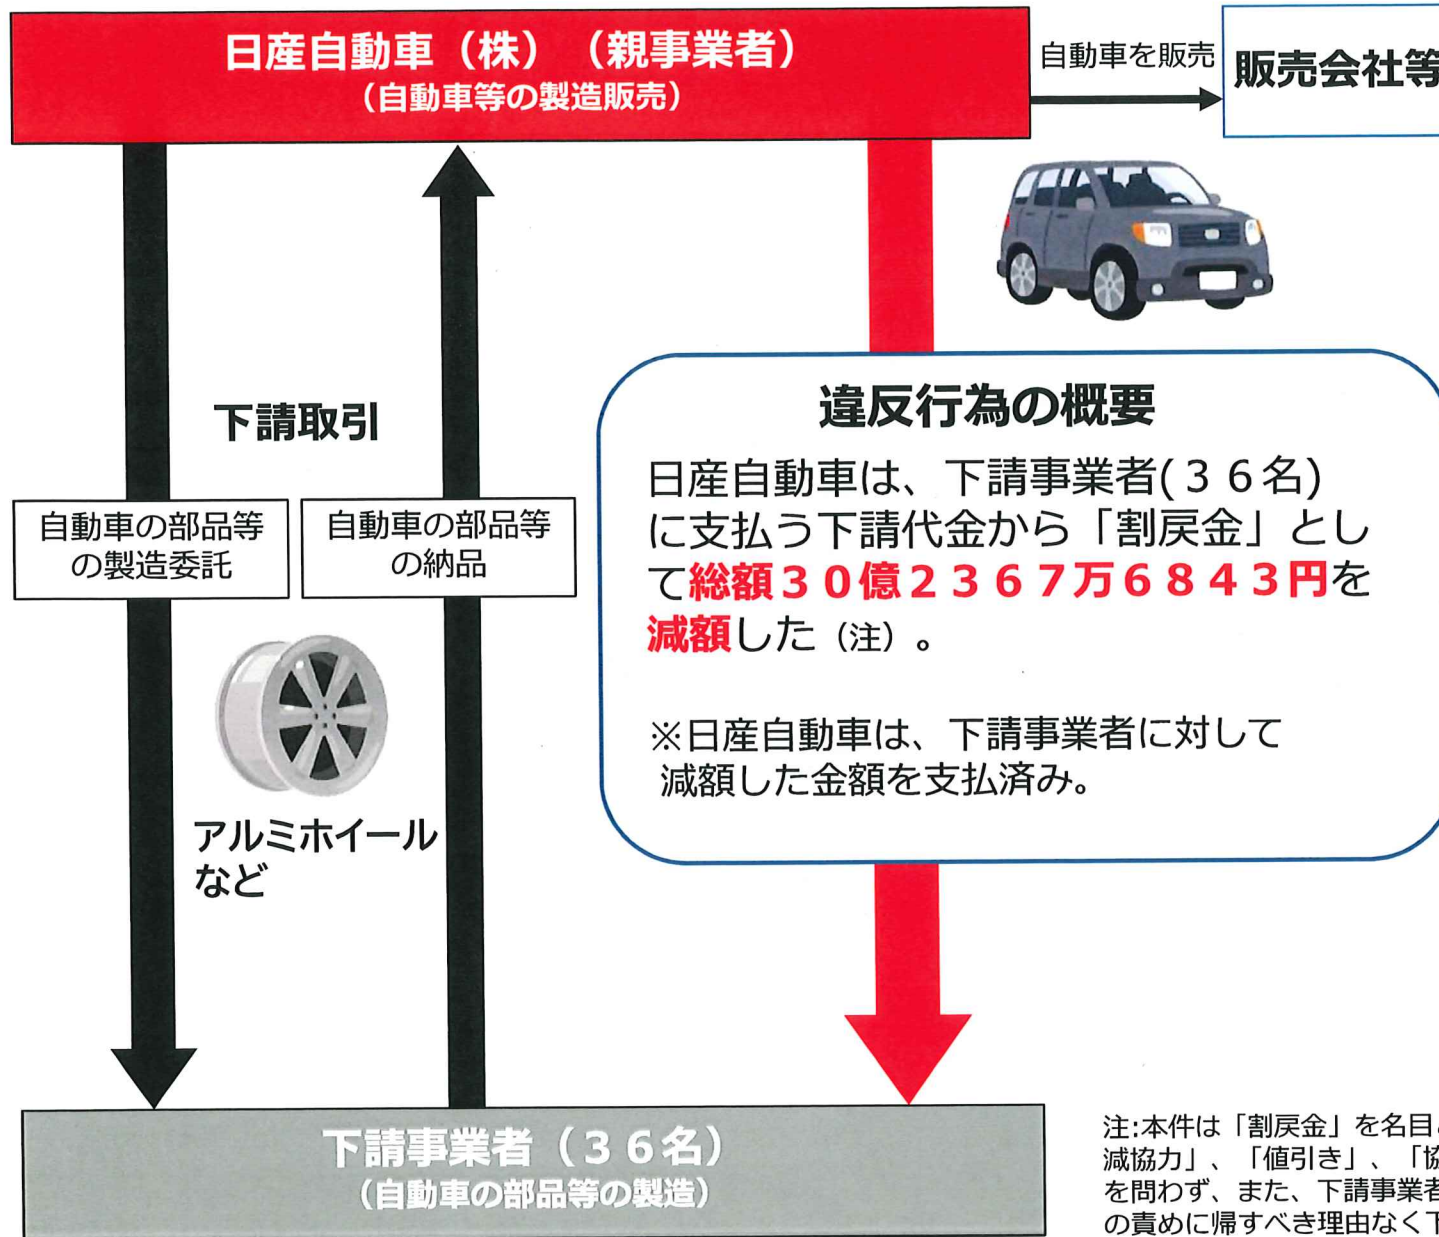 日産自動車（株）（親事業者）
（自動車等の製造販売）
自動車を販売
販売会社等
下請取引
自動車の部品等
の製造委託
自動車の部品等
の納品
アルミホイール
など
違反行為の概要
日産自動車は、下請事業者(３６名)
に支払う下請代金から「割戻金」とし
て総額３０億２３６７万６８４３円を
減額した（注）。
※日産自動車は、下請事業者に対して
減額した金額を支払済み。
下請事業者（３６名）
（自動車の部品等の製造）
注:本件は「割戻金」を名目
減協力」、「値引き」、「協
を問わず、また、下請事業者
の責めに帰すべき理由なく下